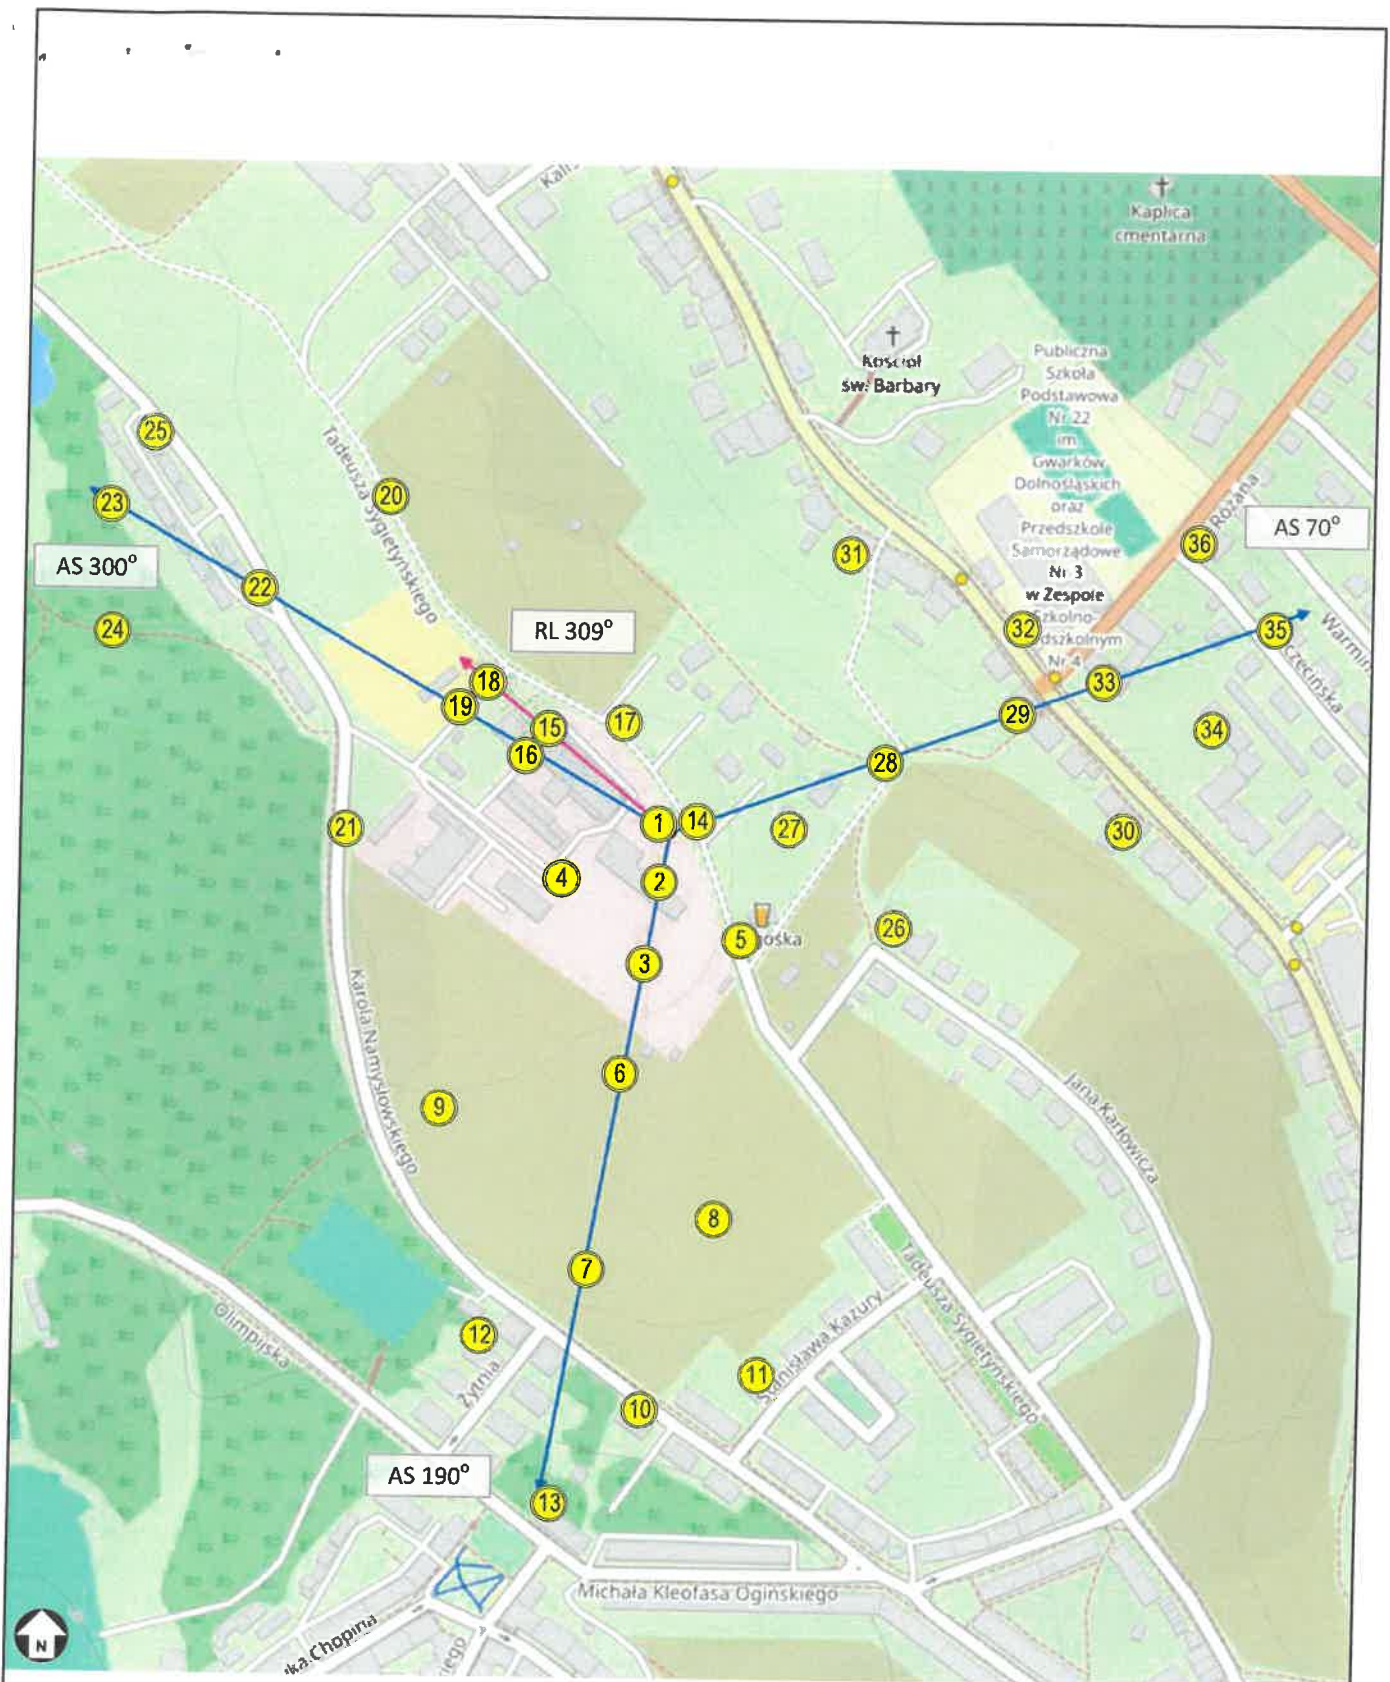 Kaplica
cmentarna
Kościół
św. Barbary
Publiczna
Szkoła
Podstawowa
Nr 22
im
Gwarków
Dolnośląskich
oraz
Przedszkole
Samorządowe
Nr 3
w Zespole
Szkolno-
dszkolnym
Nr 4
Tadeusza Sygietyńskiego
Różana
AS 70°
AS 300°
RL 309°
25
20
23
22
24
31
36
32
35
33
18
19
15
16
17
29
34
28
21
1
14
27
30
4
2
5
3
26
6
9
8
7
12
11
10
13
Karola Namysłowskiego
Jana Karłowicza
Tadeusza Sygietyńskiego
Olimpijska
Żytnia
AS 190°
Michała Kleofasa Ogińskiego
N